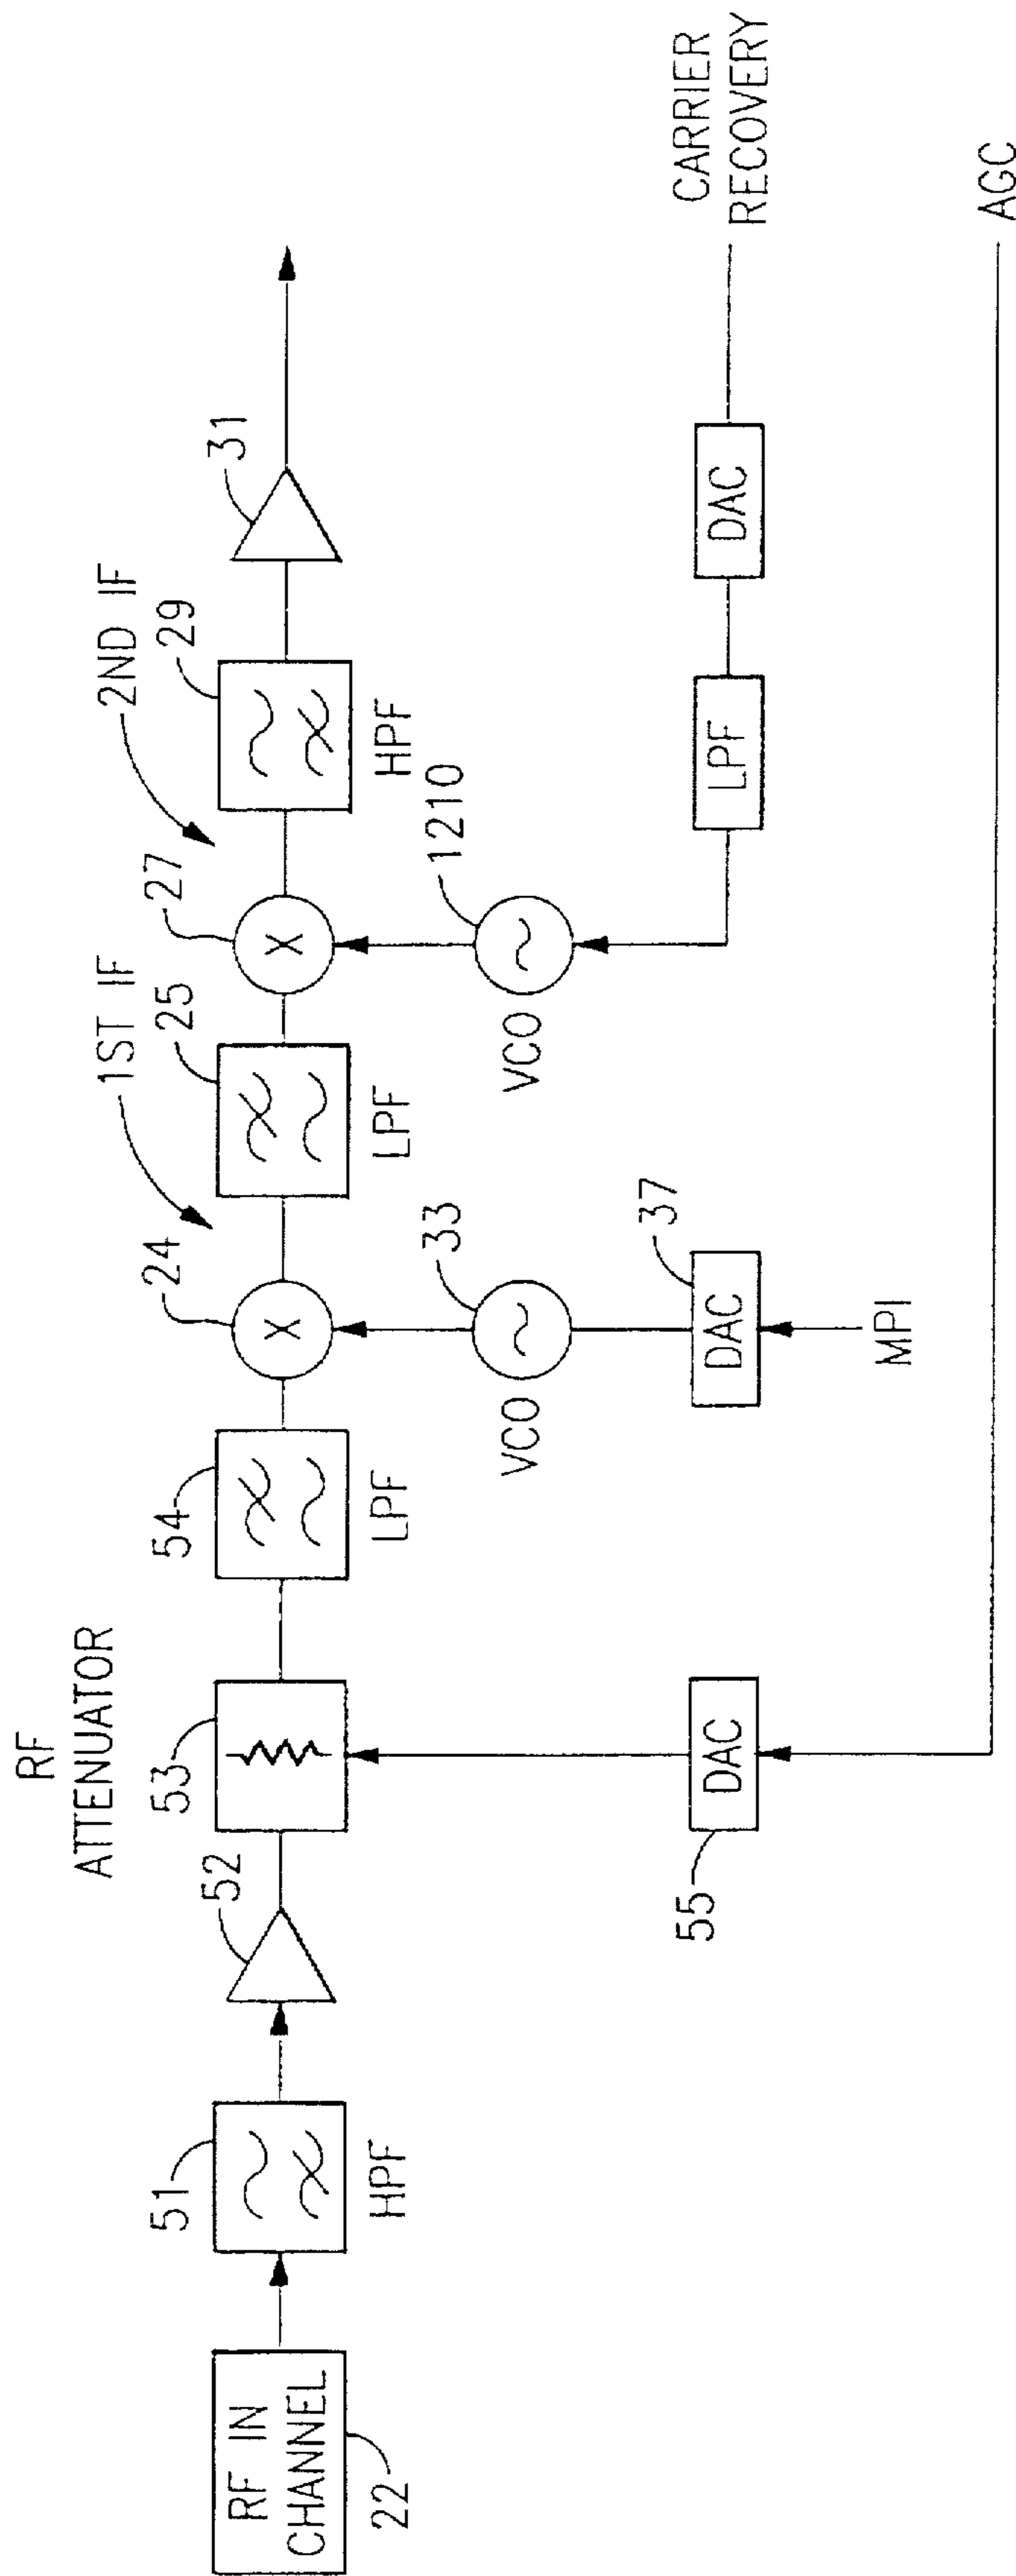 RF
ATTENUATOR
1ST IF
2ND IF
RF IN
CHANNEL
22
51
HPF
52
53
54
LPF
24
X
25
LPF
27
X
29
HPF
31
VCO
33
VCO
1210
55
DAC
DAC
37
MPI
LPF
DAC
CARRIER
RECOVERY
AGC